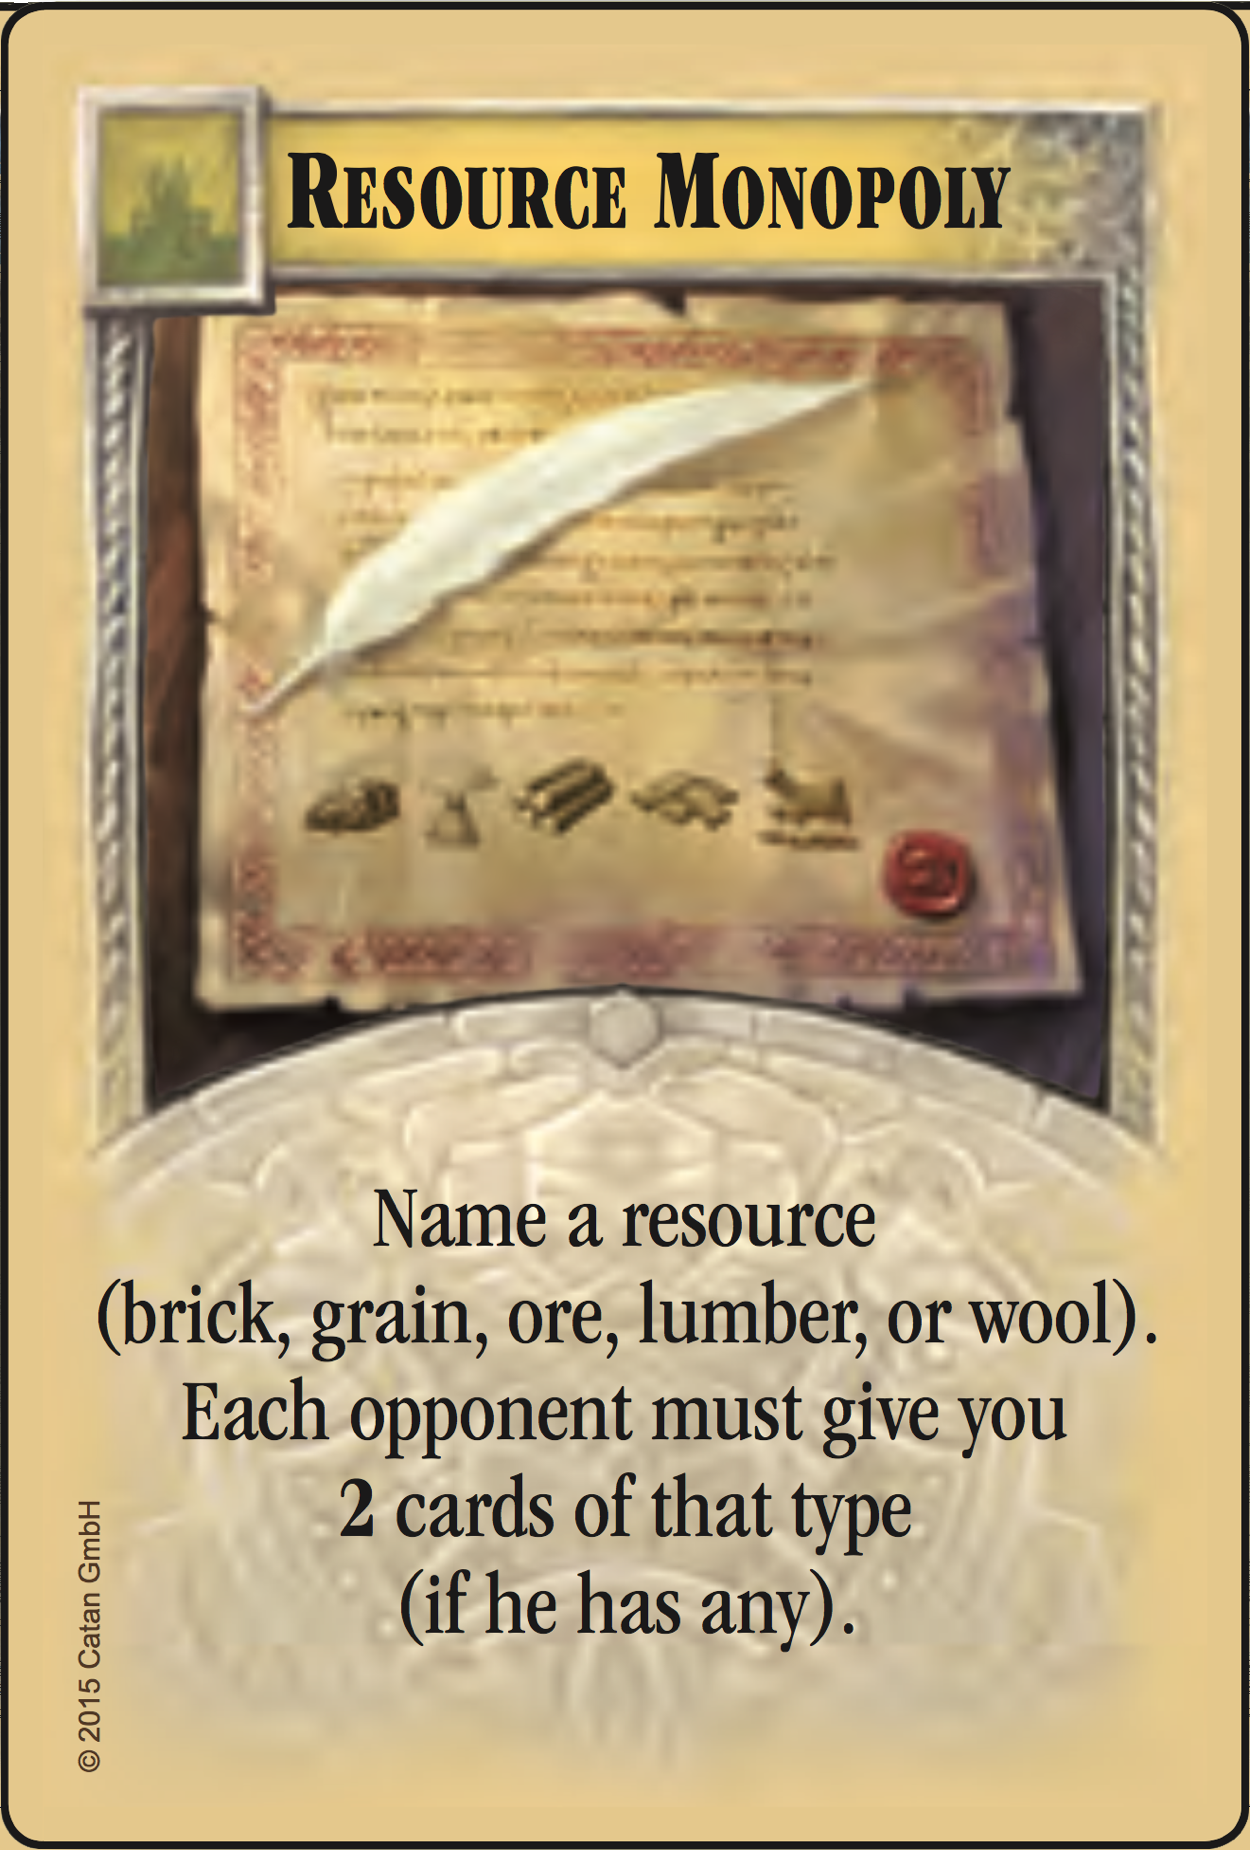 RESOURCE MONOPOLY
Name a resource
(brick, grain, ore, lumber, or wool).
Each opponent must give you
2 cards of that type
(if he has any).
© 2015 Catan GmbH